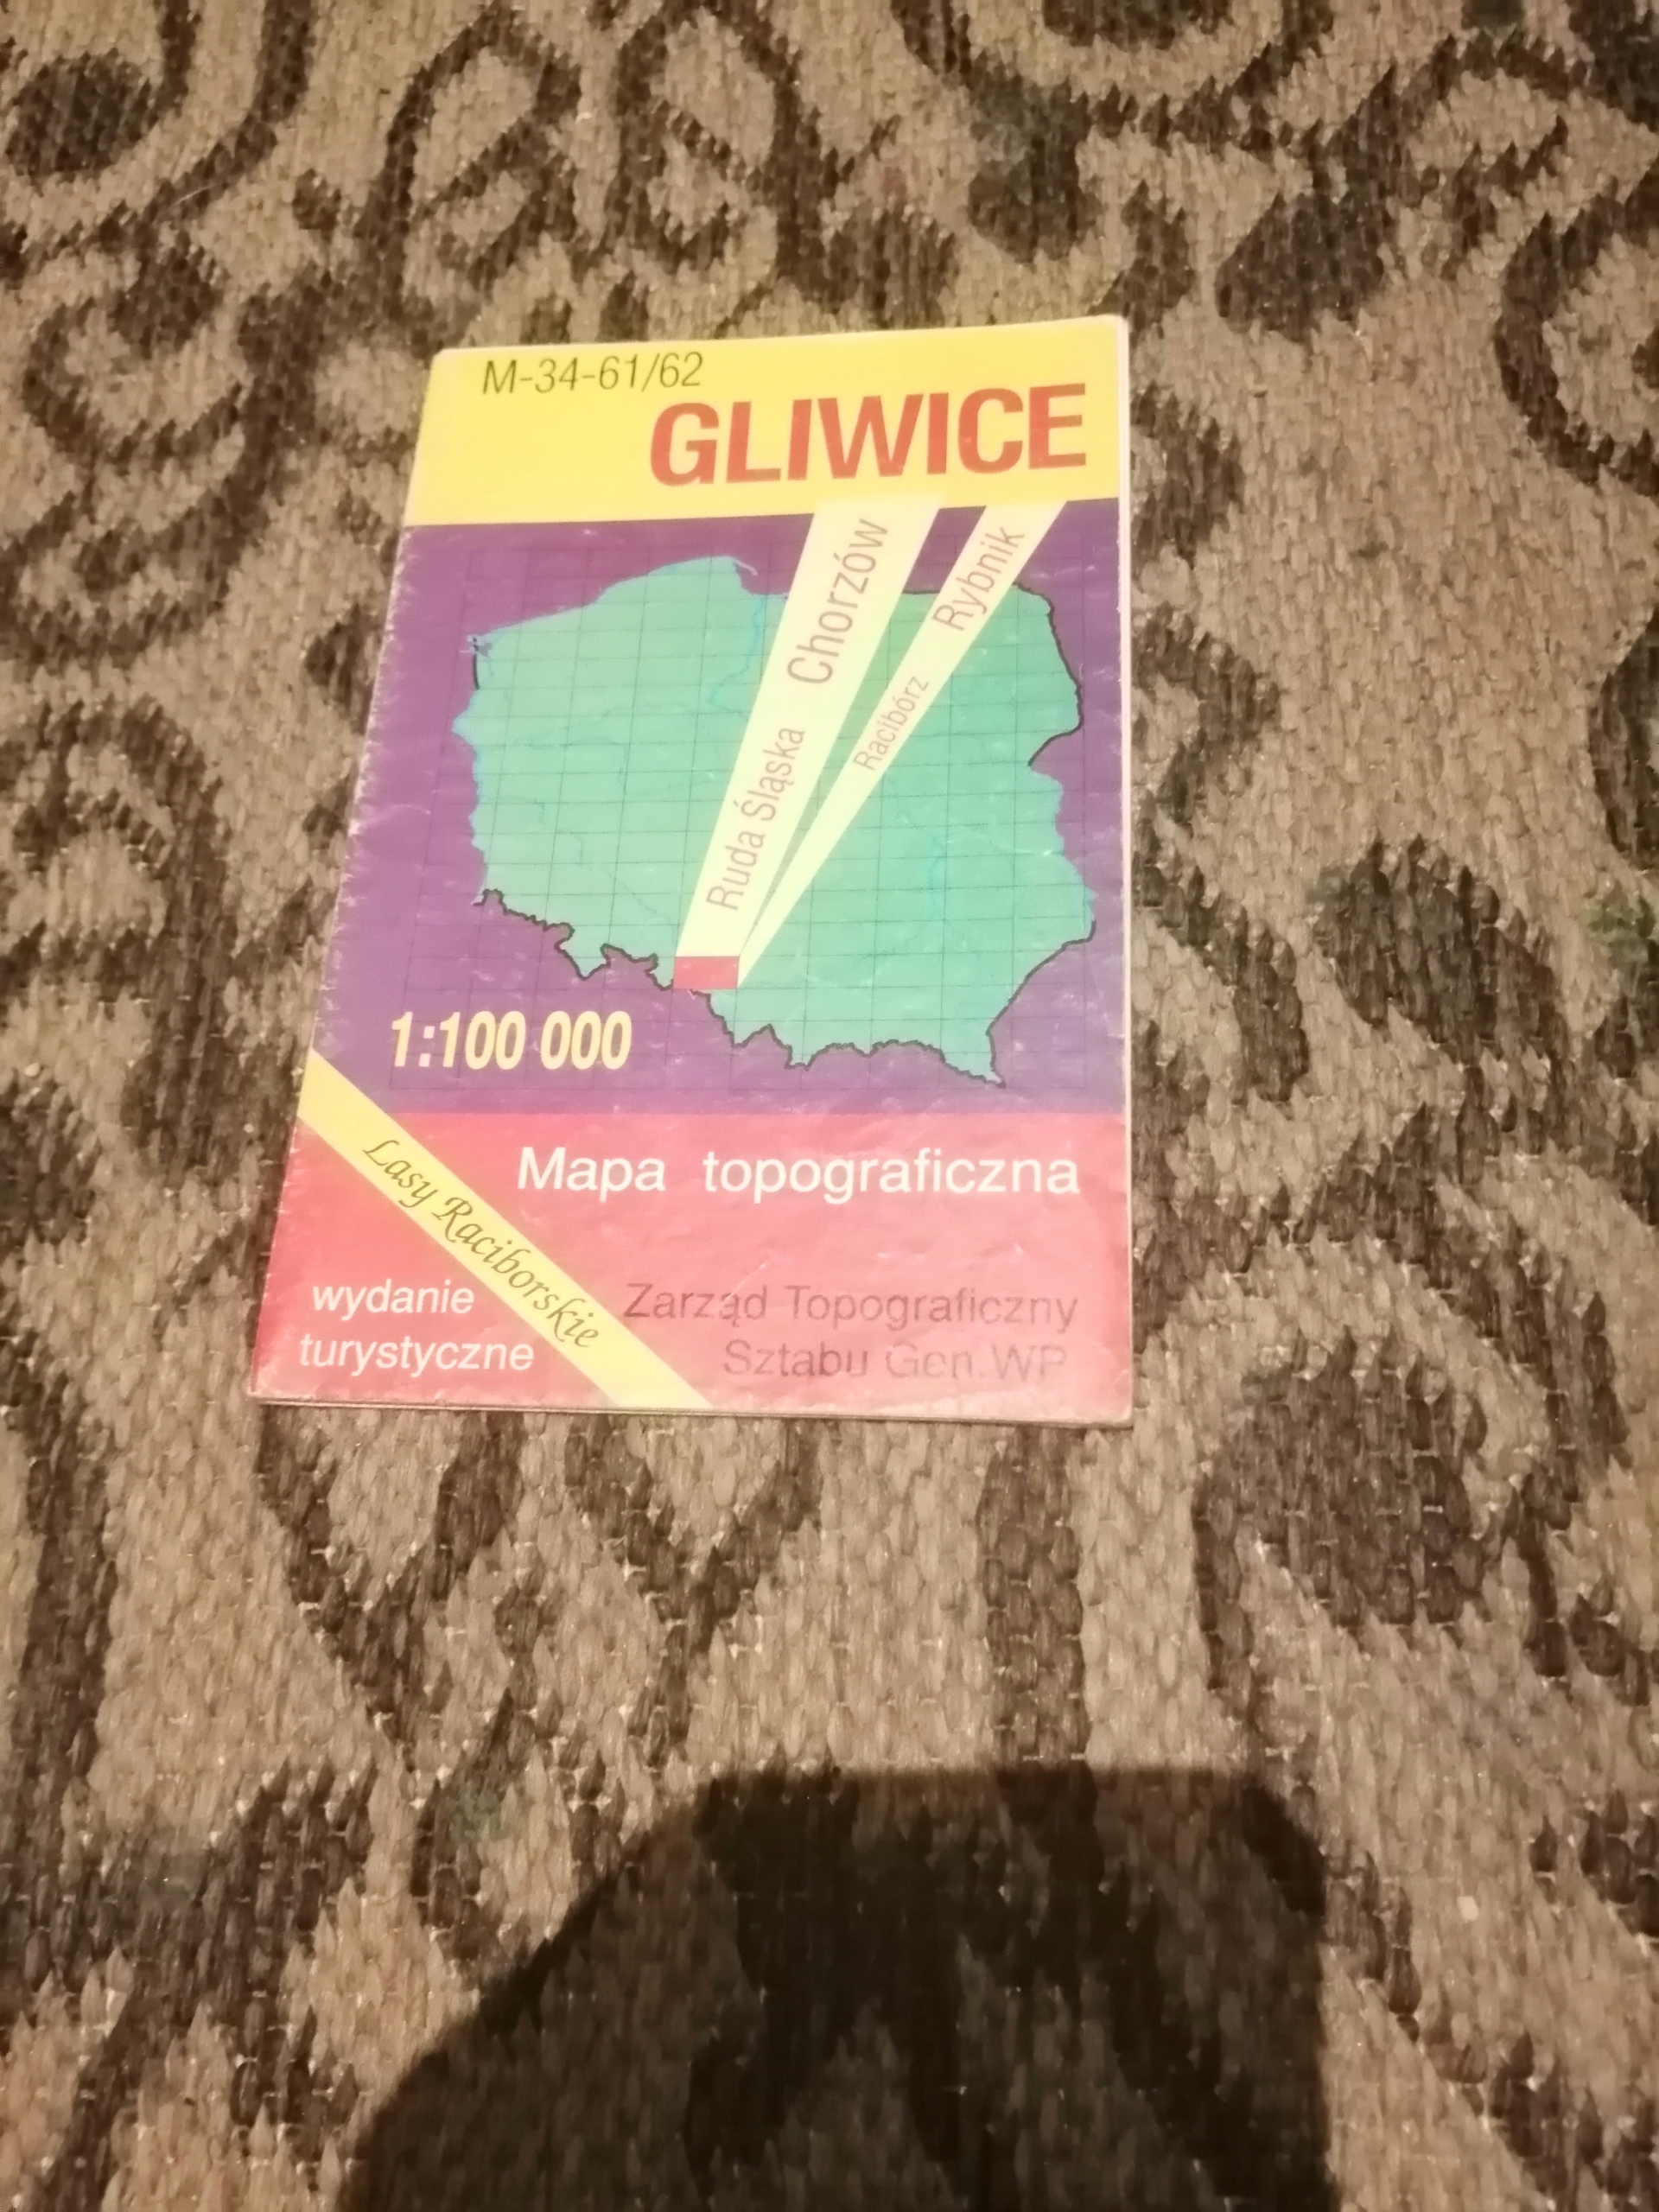 M-34-61/62
GLIWICE
Ruda Śląska Chorzów
Racibórz Rybnik
1:100 000
Mapa topograficzna
Lasy Raciborskie
wydanie
turystyczne
Zarząd Topograficzny
Sztabu Gen.WP